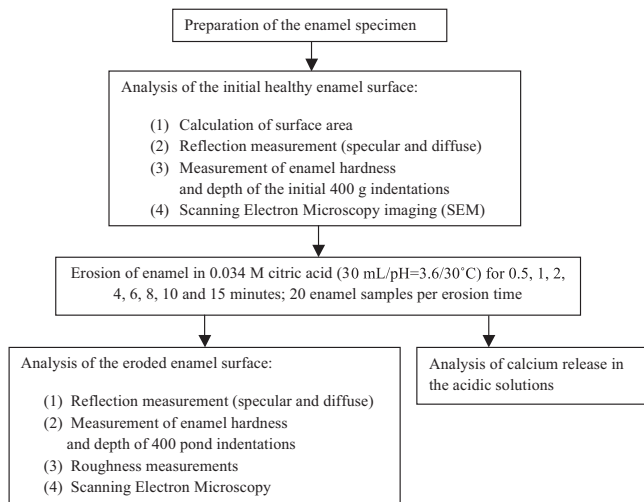 Preparation of the enamel specimen
Analysis of the initial healthy enamel surface:
(1) Calculation of surface area
(2) Reflection measurement (specular and diffuse)
(3) Measurement of enamel hardness
and depth of the initial 400 g indentations
(4) Scanning Electron Microscopy imaging (SEM)
Erosion of enamel in 0.034 M citric acid (30 mL/pH=3.6/30˚C) for 0.5, 1, 2,
4, 6, 8, 10 and 15 minutes; 20 enamel samples per erosion time
Analysis of the eroded enamel surface:
(1) Reflection measurement (specular and diffuse)
(2) Measurement of enamel hardness
and depth of 400 pond indentations
(3) Roughness measurements
(4) Scanning Electron Microscopy
Analysis of calcium release in
the acidic solutions